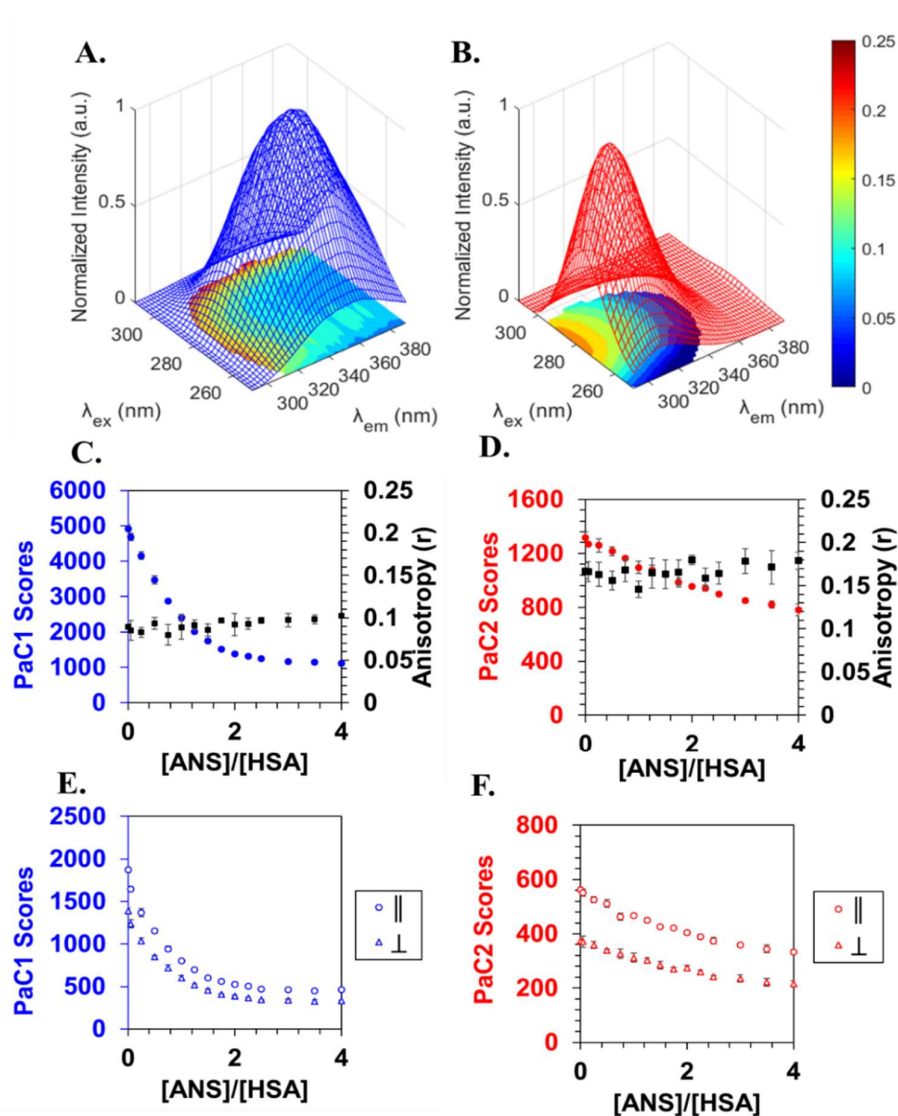 A.
B.
Normalized Intensity (a.u.)
1
0.5
0
300
280
260
λex (nm)
300
320
340
360
380
λem (nm)
Normalized Intensity (a.u.)
1
0.5
0
300
280
260
λex (nm)
300
320
340
360
380
λem (nm)
0.25
0.2
0.15
0.1
0.05
0
C.
PaC1 Scores
6000
5000
4000
3000
2000
1000
0
0.25
0.2
0.15
0.1
0.05
0
Anisotropy (r)
0 2 4
[ANS]/[HSA]
D.
PaC2 Scores
1600
1200
800
400
0
0.25
0.2
0.15
0.1
0.05
0
Anisotropy (r)
0 2 4
[ANS]/[HSA]
E.
PaC1 Scores
2500
2000
1500
1000
500
0
0 2 4
[ANS]/[HSA]
||
⊥
F.
PaC2 Scores
800
600
400
200
0
0 2 4
[ANS]/[HSA]
||
⊥